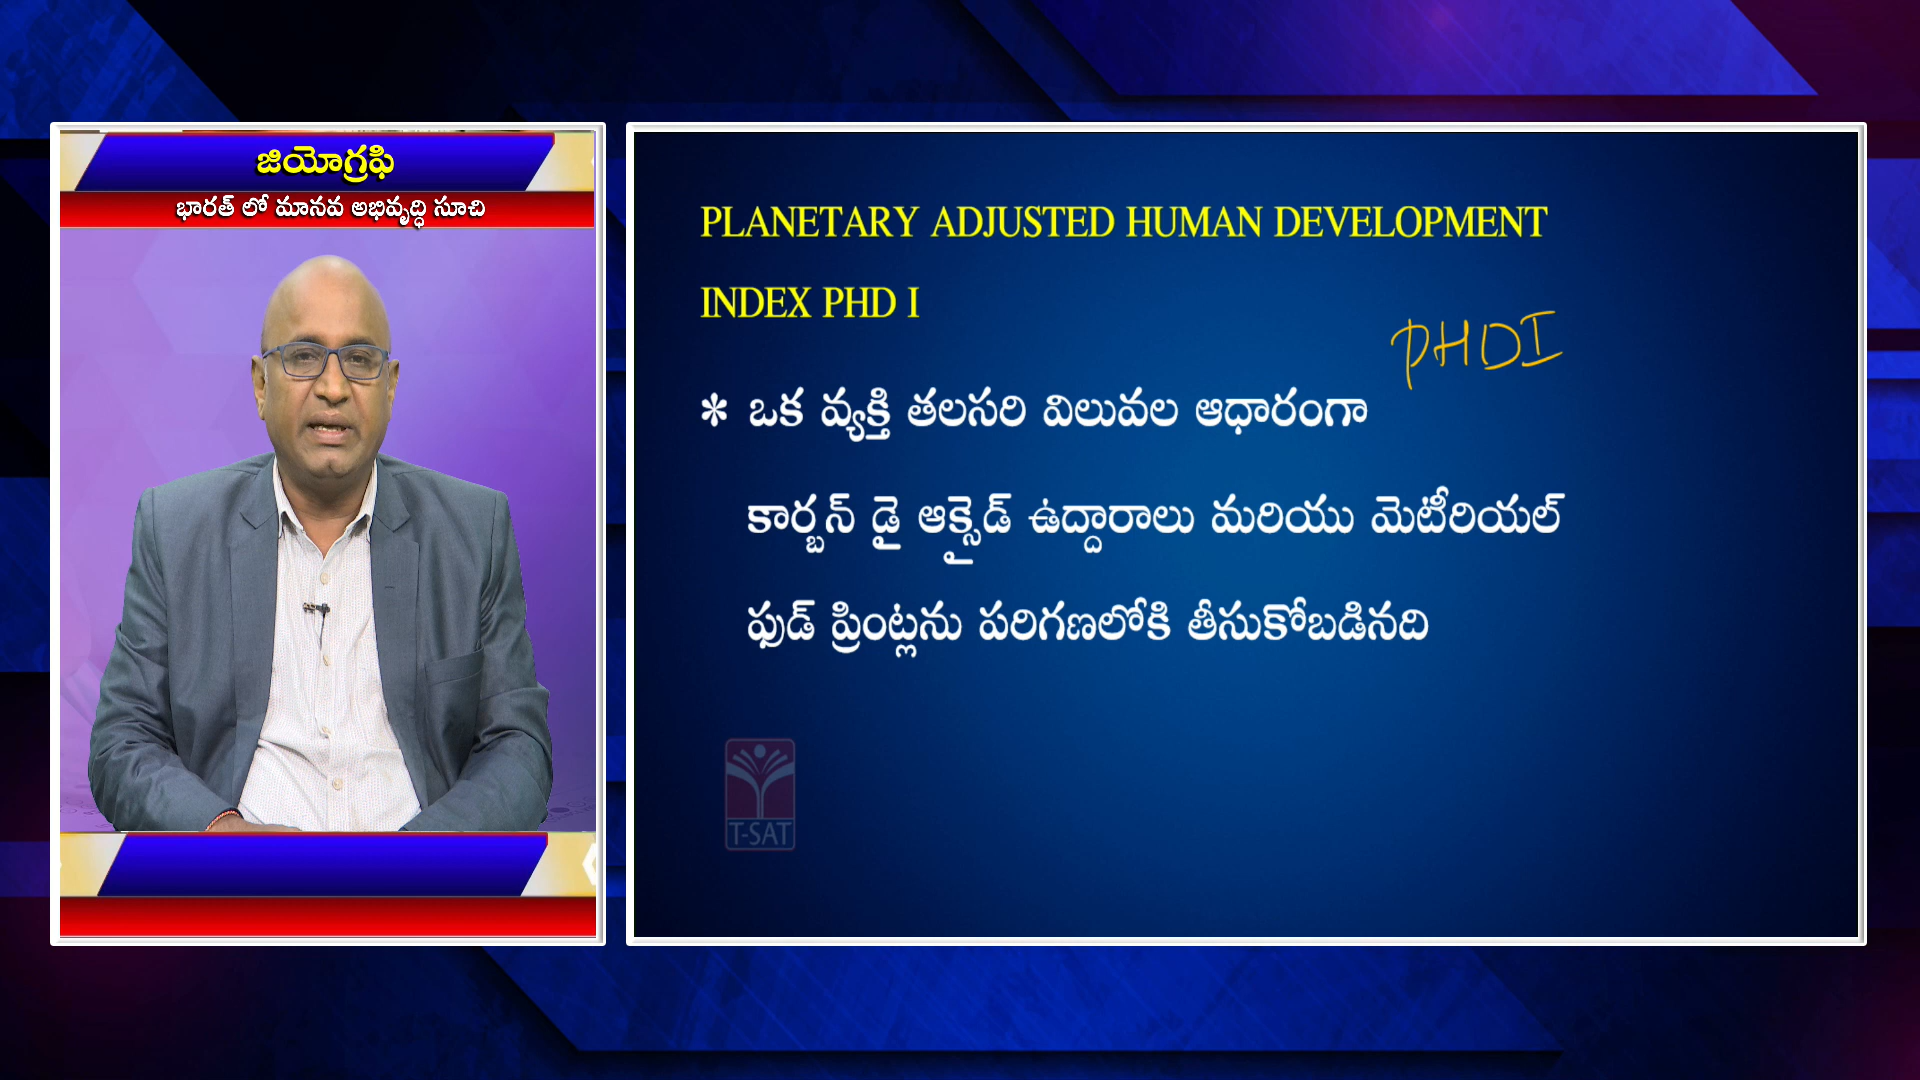 జియోగ్రఫి
భారత్ లో మానవ అభివృద్ధి సూచి
PLANETARY ADJUSTED HUMAN DEVELOPMENT
INDEX PHD I
PHDI
* ఒక వ్యక్తి తలసరి విలువల ఆధారంగా
కార్బన్ డై ఆక్సైడ్ ఉద్దారాలు మరియు మెటీరియల్
ఫుడ్ ప్రింట్లను పరిగణలోకి తీసుకోబడినది
T-SAT